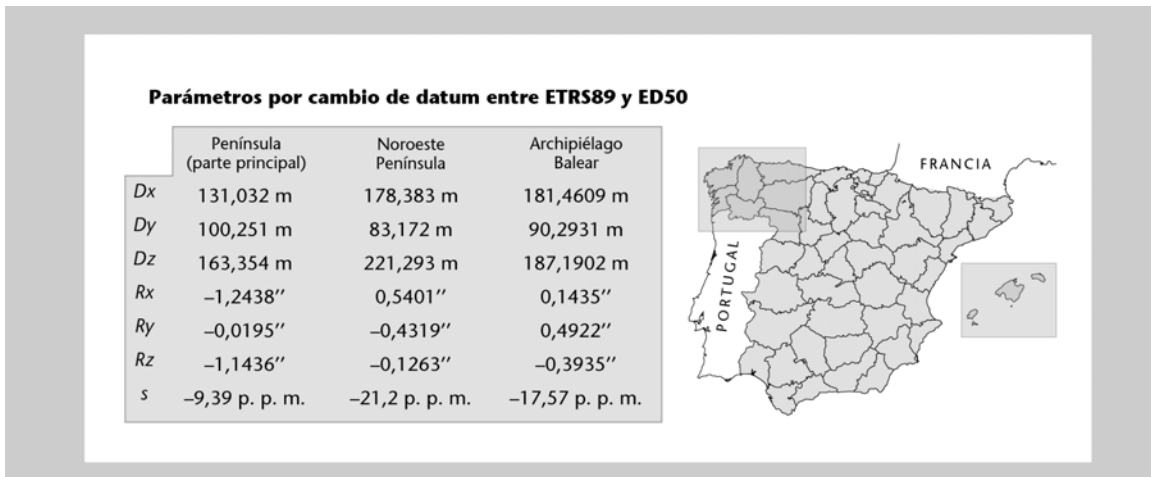 Parámetros por cambio de datum entre ETRS89 y ED50
Península Noroeste Archipiélago
(parte principal) Península Balear
Dx 131,032 m 178,383 m 181,4609 m
Dy 100,251 m 83,172 m 90,2931 m
Dz 163,354 m 221,293 m 187,1902 m
Rx –1,2438’’ 0,5401’’ 0,1435’’
Ry –0,0195’’ –0,4319’’ 0,4922’’
Rz –1,1436’’ –0,1263’’ –0,3935’’
s –9,39 p. p. m. –21,2 p. p. m. –17,57 p. p. m.
FRANCIA
PORTUGAL